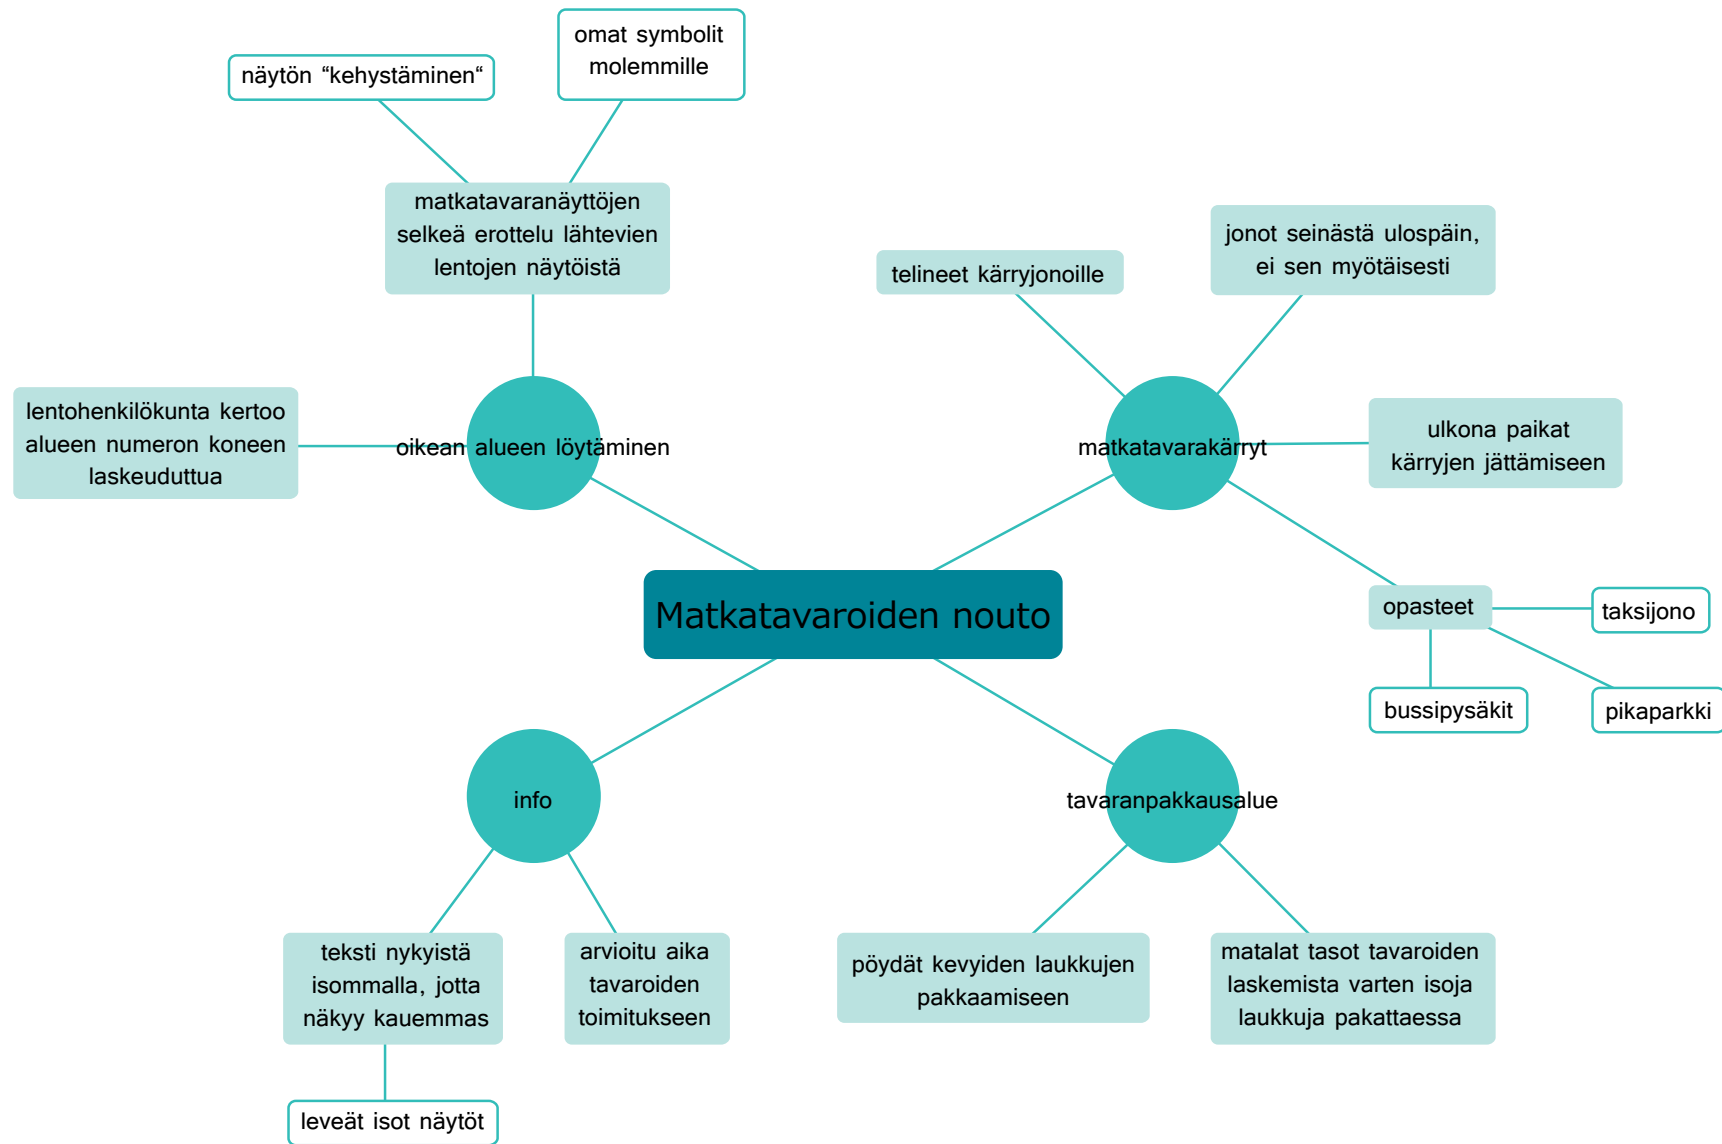 omat symbolit
molemmille
näytön “kehystäminen“
matkatavaranäyttöjen
selkeä erottelu lähtevien
lentojen näytöistä
lentohenkilökunta kertoo
alueen numeron koneen
laskeuduttua
oikean alueen löytäminen
telineet kärryjonoille
jonot seinästä ulospäin,
ei sen myötäisesti
matkatavarakärryt
ulkona paikat
kärryjen jättämiseen
opasteet
taksijono
bussipysäkit
pikaparkki
Matkatavaroiden nouto
info
teksti nykyistä
isommalla, jotta
näkyy kauemmas
arvioitu aika
tavaroiden
toimitukseen
leveät isot näytöt
tavaranpakkausalue
pöydät kevyiden laukkujen
pakkaamiseen
matalat tasot tavaroiden
laskemista varten isoja
laukkuja pakattaessa